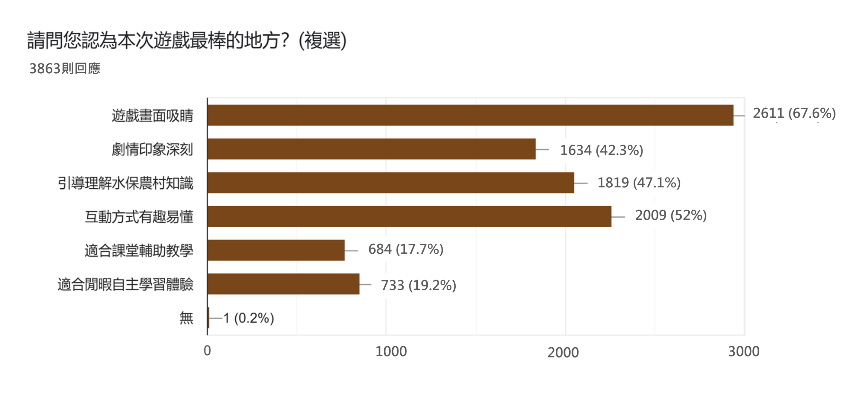 請問您認為本次遊戲最棒的地方？(複選)
3863則回應
遊戲畫面吸睛 2611 (67.6%)
劇情印象深刻 1634 (42.3%)
引導理解水保農村知識 1819 (47.1%)
互動方式有趣易懂 2009 (52%)
適合課堂輔助教學 684 (17.7%)
適合閒暇自主學習體驗 733 (19.2%)
無 1 (0.2%)
0 1000 2000 3000